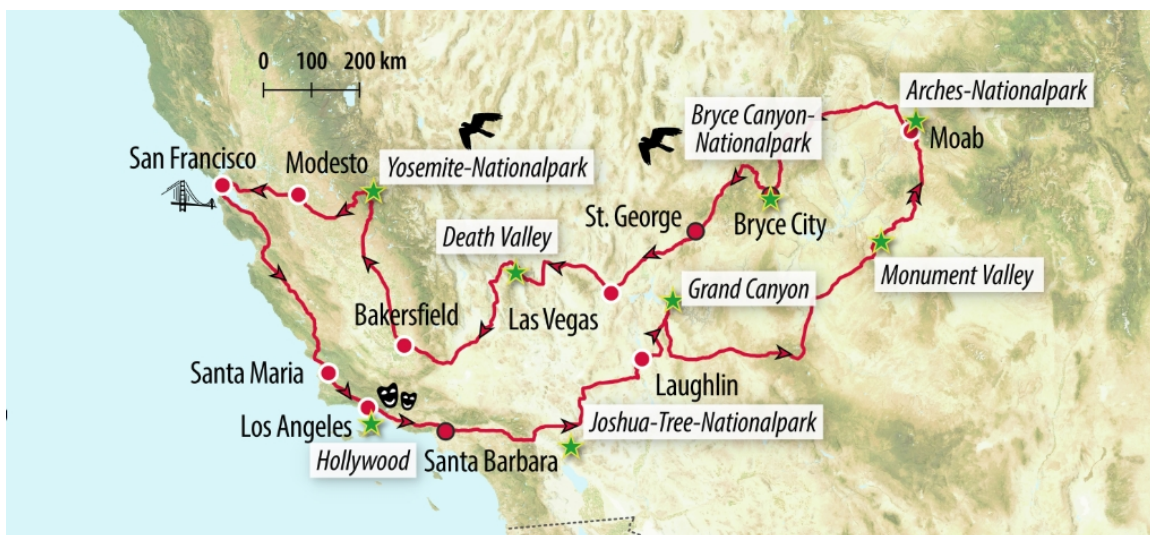 0 100 200 km
Arches-Nationalpark
Moab
Bryce Canyon-
Nationalpark
San Francisco
Modesto
Yosemite-Nationalpark
St. George
Bryce City
Death Valley
Monument Valley
Grand Canyon
Bakersfield
Las Vegas
Santa Maria
Laughlin
Los Angeles
Joshua-Tree-Nationalpark
Hollywood
Santa Barbara